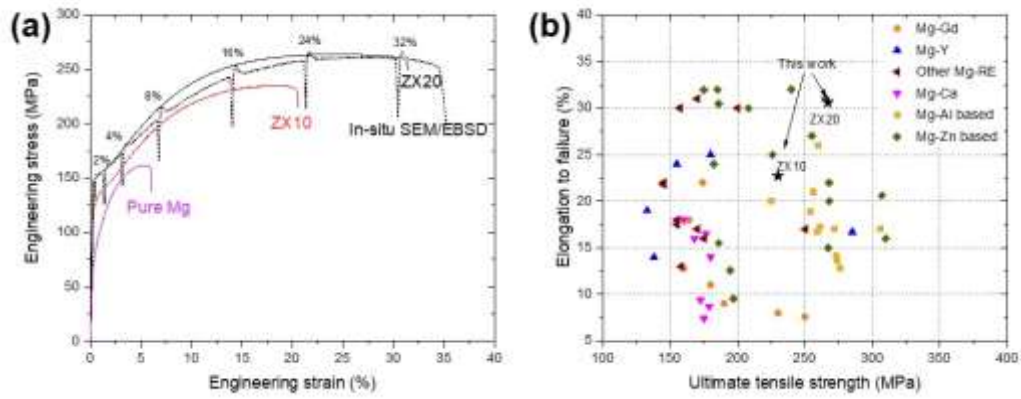 (a)
300
250
200
150
100
50
0
Engineering stress (MPa)
2%
4%
8%
16%
24%
32%
ZX20
ZX10
In-situ SEM/EBSD
Pure Mg
0 5 10 15 20 25 30 35 40
Engineering strain (%)
(b)
40
35
30
25
20
15
10
5
Elongation to failure (%)
This work
ZX20
ZX10
Mg-Gd
Mg-Y
Other Mg-RE
Mg-Ca
Mg-Al based
Mg-Zn based
100 150 200 250 300 350 400
Ultimate tensile strength (MPa)